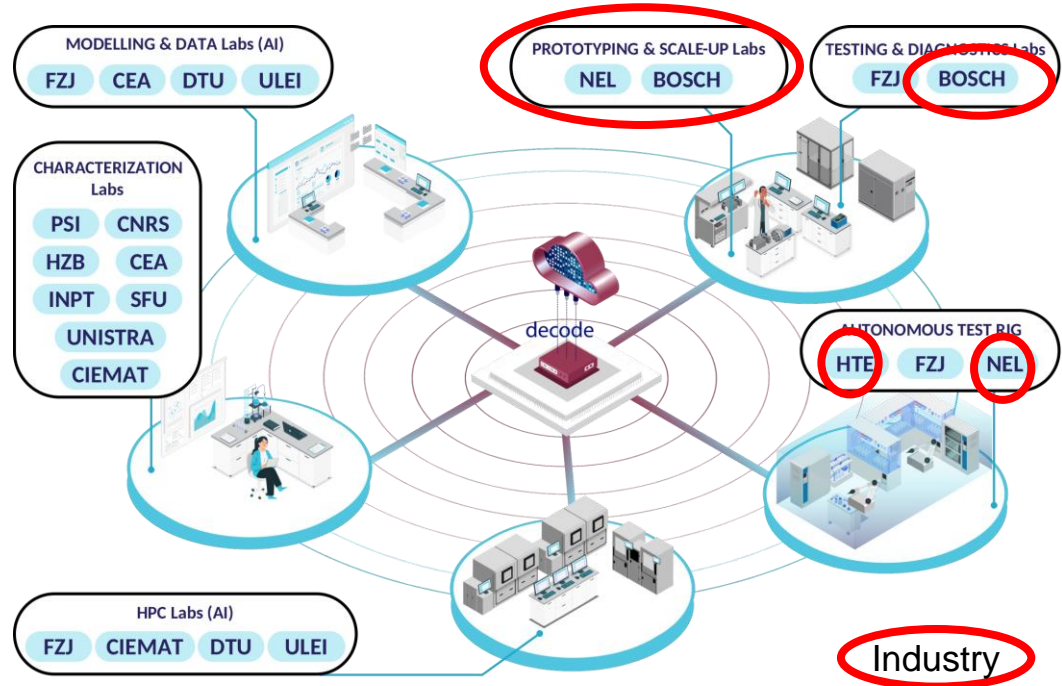 MODELLING & DATA Labs (AI)
FZJ CEA DTU ULEI
PROTOTYPING & SCALE-UP Labs
NEL BOSCH
TESTING & DIAGNOSTICS Labs
FZJ BOSCH
CHARACTERIZATION
Labs
PSI CNRS
HZB CEA
INPT SFU
UNISTRA
CIEMAT
decode
AUTONOMOUS TEST RIG
HTE FZJ NEL
HPC Labs (AI)
FZJ CIEMAT DTU ULEI
Industry